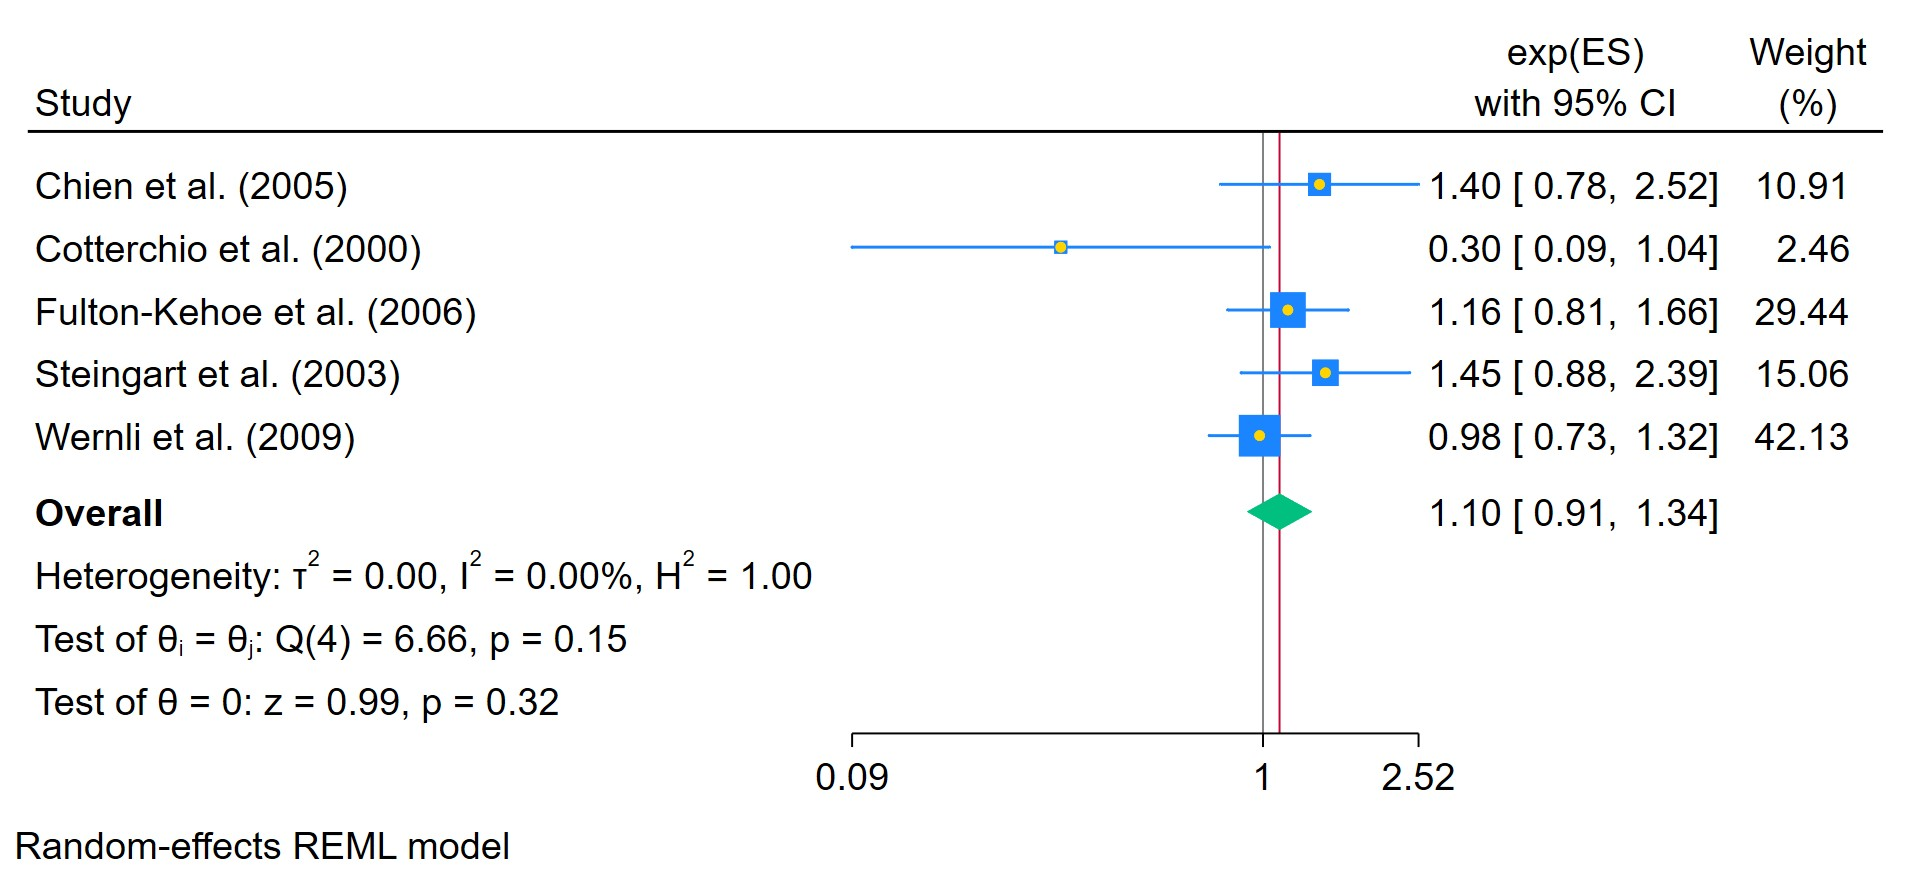 exp(ES) Weight
Study with 95% CI (%)
Chien et al. (2005) 1.40 [ 0.78, 2.52] 10.91
Cotterchio et al. (2000) 0.30 [ 0.09, 1.04] 2.46
Fulton-Kehoe et al. (2006) 1.16 [ 0.81, 1.66] 29.44
Steingart et al. (2003) 1.45 [ 0.88, 2.39] 15.06
Wernli et al. (2009) 0.98 [ 0.73, 1.32] 42.13
Overall 1.10 [ 0.91, 1.34]
Heterogeneity: τ² = 0.00, I² = 0.00%, H² = 1.00
Test of θᵢ = θⱼ: Q(4) = 6.66, p = 0.15
Test of θ = 0: z = 0.99, p = 0.32
0.09 1 2.52
Random-effects REML model